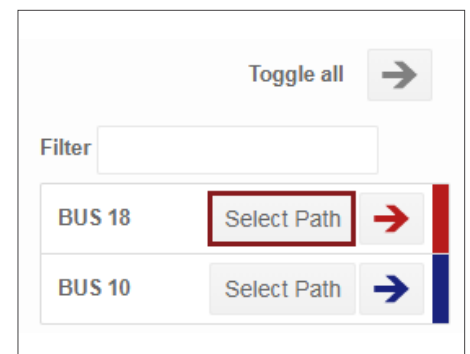 Toggle all
Filter
BUS 18 Select Path
BUS 10 Select Path